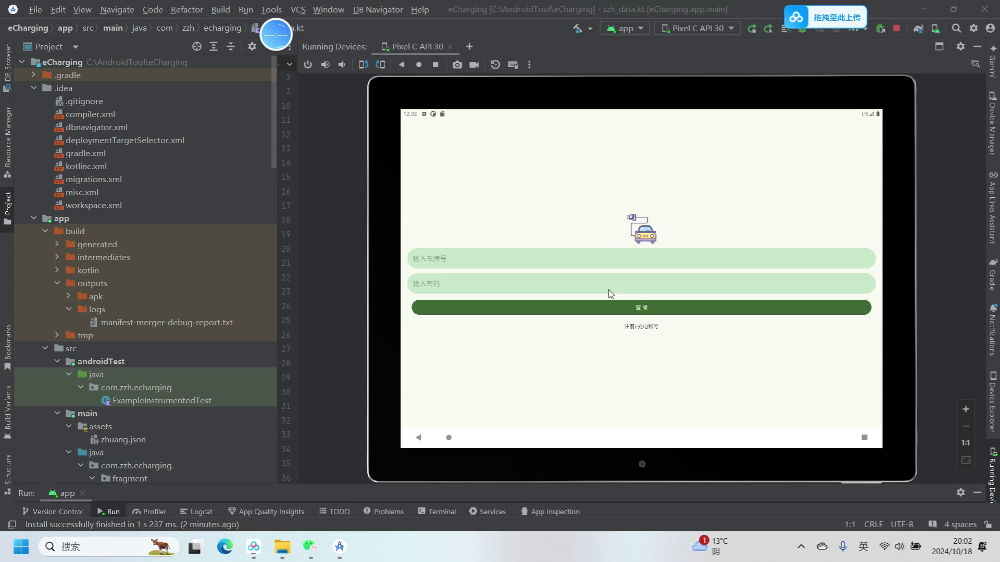 File Edit View Navigate Code Refactor Build Run Tools VCS Window DB Navigator Help
eCharging [C:\AndroidTool\eCharging] - zzh_data.kt [eCharging.app.main]
拖拽至此上传
eCharging app src main java com zzh echarging
a.kt
app
Pixel C API 30
Project
Running Devices: Pixel C API 30
eCharging C:\AndroidTool\eCharging
.gradle
.idea
.gitignore
compiler.xml
dbnavigator.xml
deploymentTargetSelector.xml
gradle.xml
kotlinc.xml
migrations.xml
misc.xml
workspace.xml
app
build
generated
intermediates
kotlin
outputs
apk
logs
manifest-merger-debug-report.txt
tmp
src
androidTest
java
com.zzh.echarging
ExampleInstrumentedTest
main
assets
zhuang.json
java
com.zzh.echarging
fragment
2
3
10
11
12
13
14
15
16
17
18
19
20
21
22
23
24
25
26
27
28
29
30
31
32
33
34
35
36
12:02
LTE
输入车牌号
输入密码
登 录
注册e充电账号
1:1
DB Browser
Resource Manager
Project
Bookmarks
Build Variants
Structure
Gemini
Device Manager
App Links Assistant
Gradle
Notifications
Device Explorer
Running Devi
Run: app
Version Control Run Profiler Logcat App Quality Insights TODO Problems Terminal Services App Inspection
Install successfully finished in 1 s 237 ms. (2 minutes ago)
1:1 CRLF UTF-8 4 spaces
搜索
1
13°C
阴
英
20:02
2024/10/18